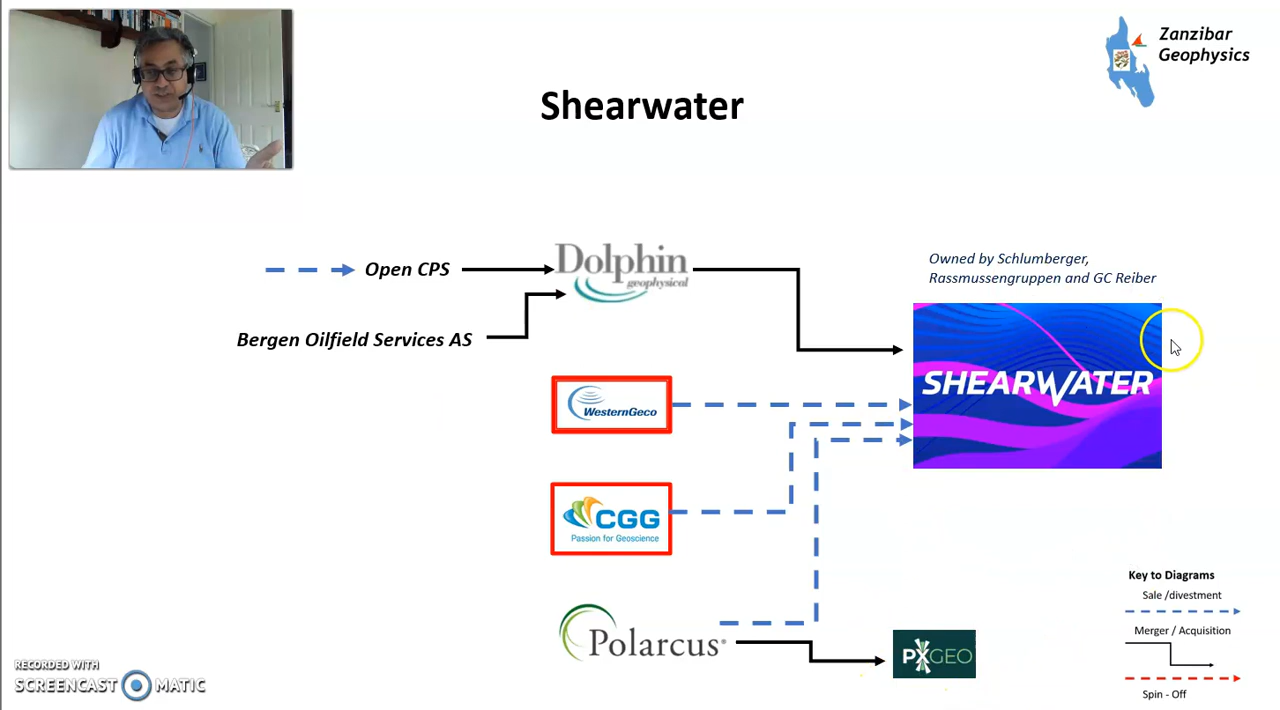 Zanzibar
Geophysics
Shearwater
Open CPS
Dolphin
geophysical
Owned by Schlumberger,
Rassmussengruppen and GC Reiber
Bergen Oilfield Services AS
SHEARWATER
WesternGeco
CGG
Passion for Geoscience
Polarcus®
PXGEO
Key to Diagrams
Sale /divestment
Merger / Acquisition
Spin - Off
RECORDED WITH
SCREENCAST MATIC